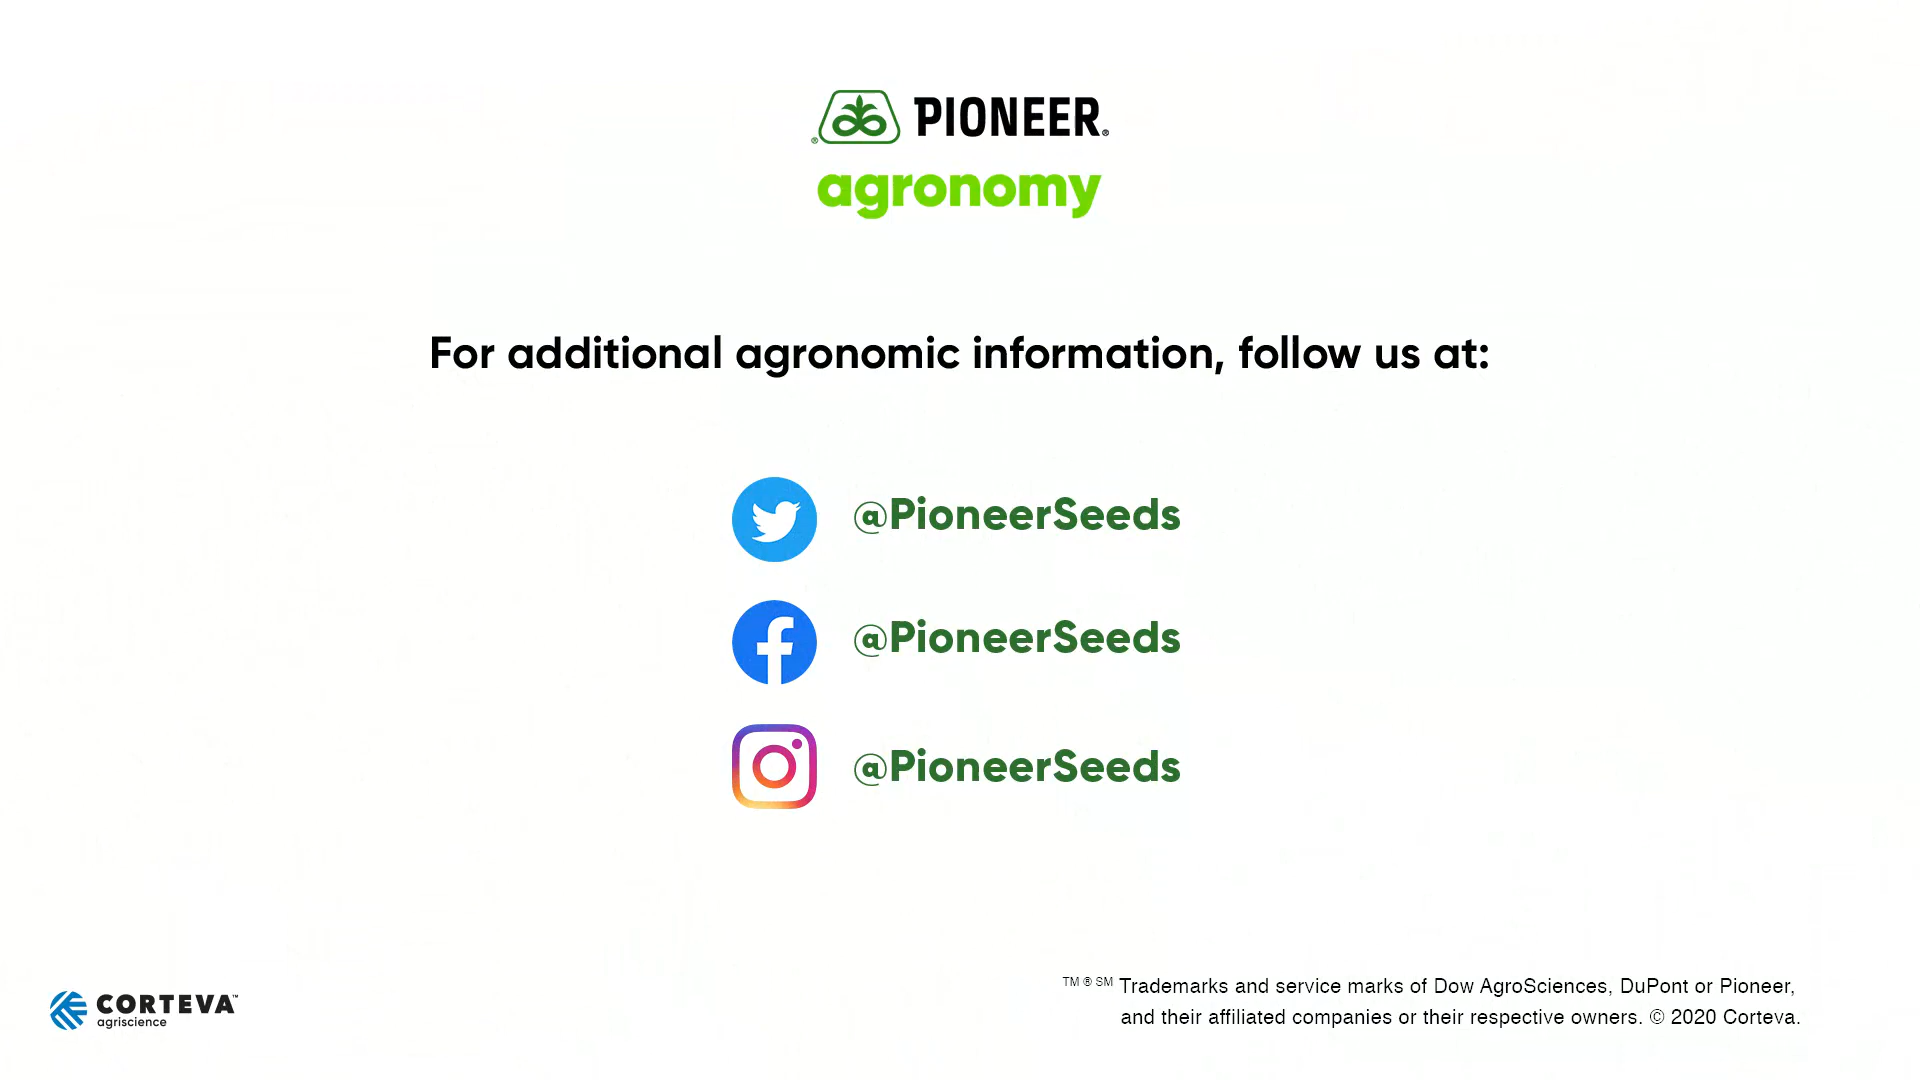 PIONEER®
agronomy
For additional agronomic information, follow us at:
@PioneerSeeds
@PioneerSeeds
@PioneerSeeds
CORTEVA™
agriscience
TM ® SM Trademarks and service marks of Dow AgroSciences, DuPont or Pioneer,
and their affiliated companies or their respective owners. © 2020 Corteva.